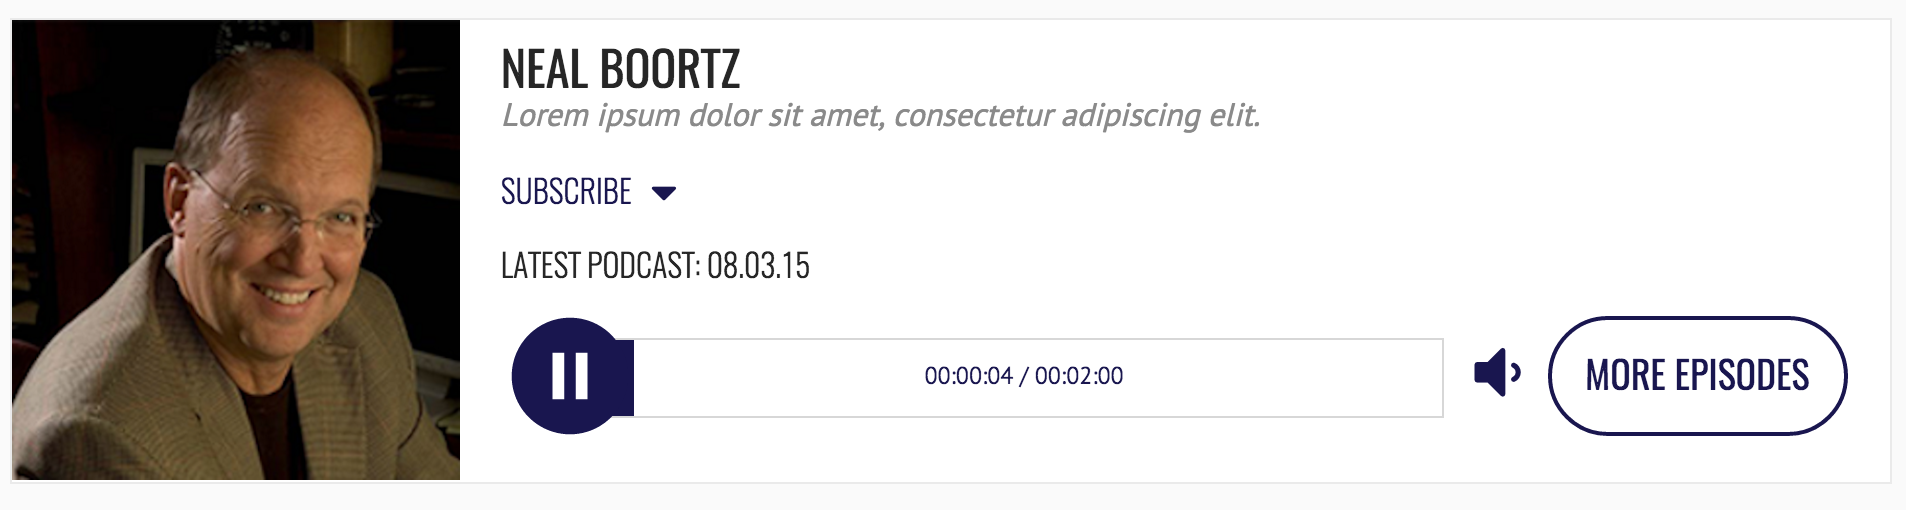 NEAL BOORTZ
Lorem ipsum dolor sit amet, consectetur adipiscing elit.
SUBSCRIBE
LATEST PODCAST: 08.03.15
00:00:04 / 00:02:00
MORE EPISODES